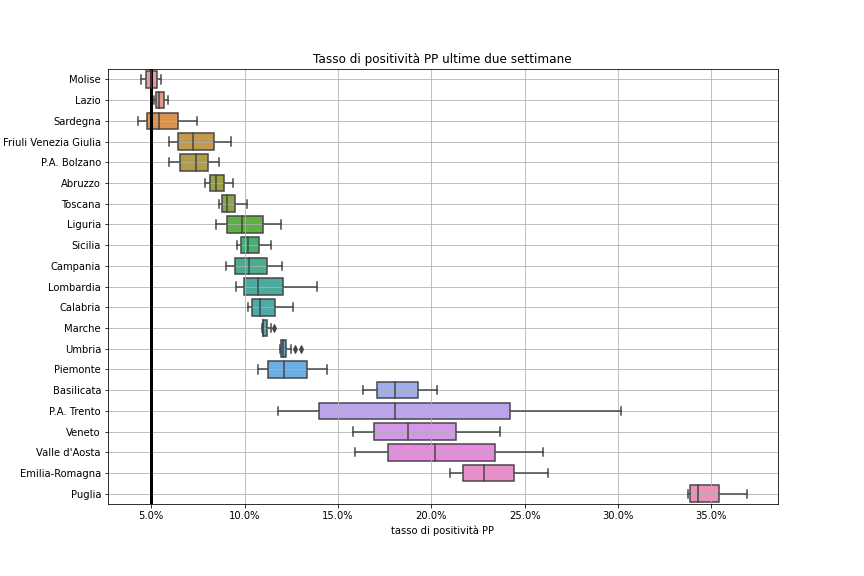 Tasso di positività PP ultime due settimane
Molise
Lazio
Sardegna
Friuli Venezia Giulia
P.A. Bolzano
Abruzzo
Toscana
Liguria
Sicilia
Campania
Lombardia
Calabria
Marche
Umbria
Piemonte
Basilicata
P.A. Trento
Veneto
Valle d'Aosta
Emilia-Romagna
Puglia
5.0% 10.0% 15.0% 20.0% 25.0% 30.0% 35.0%
tasso di positività PP